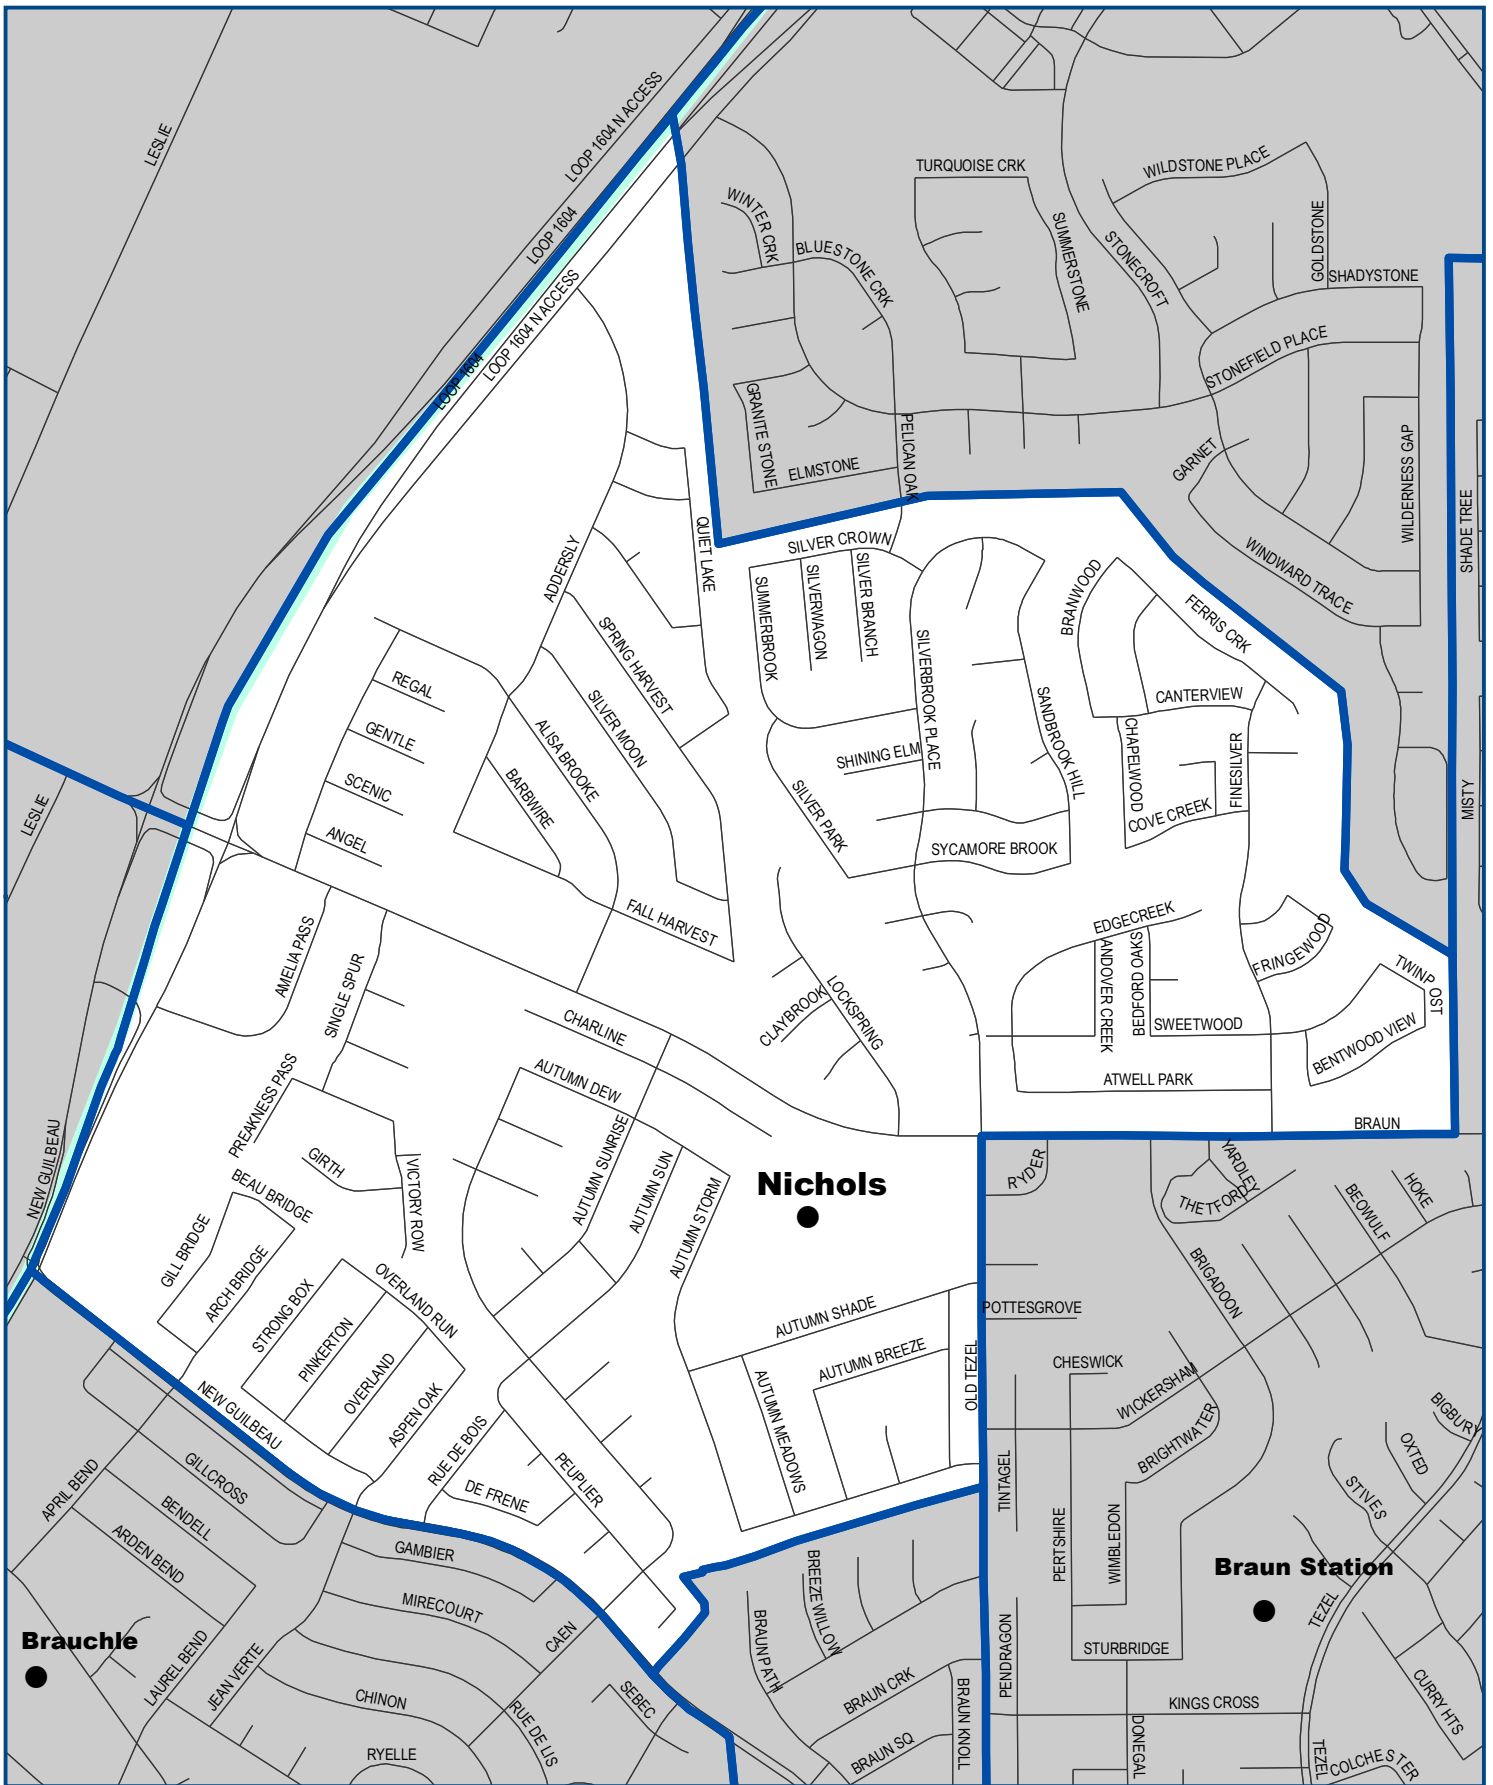 LESLIE
LOOP 1604 N ACCESS
LOOP 1604
LOOP 1604 N ACCESS
LOOP 1604
TURQUOISE CRK
WILDSTONE PLACE
WINTER CRK
BLUESTONE CRK
SUMMERSTONE
STONECROFT
GOLDSTONE
SHADYSTONE
STONEFIELD PLACE
GRANITE STONE
ELMSTONE
PELICAN OAK
GARNET
WILDERNESS GAP
SHADE TREE
WINDWARD TRACE
QUIET LAKE
SILVER CROWN
ADDERSLY
SUMMERBROOK
SILVERWAGON
SILVER BRANCH
BRANWOOD
FERRIS CRK
SPRING HARVEST
SILVERBROOK PLACE
REGAL
SILVER MOON
SANDBROOK HILL
CANTERVIEW
GENTLE
ALISA BROOKE
SHINING ELM
CHAPELWOOD
FINESILVER
SCENIC
BARBWIRE
SILVER PARK
COVE CREEK
MISTY
LESLIE
ANGEL
SYCAMORE BROOK
FALL HARVEST
EDGECREEK
AMELIA PASS
SINGLE SPUR
ANDOVER CREEK
BEDFORD OAKS
FRINGEWOOD
TWINP OST
CLAYBROOK
LOCKSPRING
CHARLINE
SWEETWOOD
BENTWOOD VIEW
AUTUMN DEW
ATWELL PARK
PREAKNESS PASS
BRAUN
NEW GUILBEAU
GIRTH
VICTORY ROW
AUTUMN SUNRISE
AUTUMN SUN
Nichols
RYDER
YARDLEY
THETFORD
BEOWULF
HOKE
BEAU BRIDGE
GILL BRIDGE
ARCH BRIDGE
AUTUMN STORM
BRIGADOON
STRONG BOX
OVERLAND RUN
AUTUMN SHADE
POTTESGROVE
PINKERTON
OVERLAND
AUTUMN BREEZE
OLD TEZEL
CHESWICK
WICKERSHAM
NEW GUILBEAU
ASPEN OAK
AUTUMN MEADOWS
BRIGHTWATER
BIGBURY
OXTED
RUE DE BOIS
PEUPLIER
DE FRENE
TINTAGEL
STIVES
APRIL BEND
GILLCROSS
BENDELL
ARDEN BEND
GAMBIER
PERTSHIRE
WIMBLEDON
Braun Station
MIRECOURT
BREEZEWILLOW
TEZEL
Brauchle
LAUREL BEND
JEAN VERTE
CAEN
BRAUN PATH
PENDRAGON
STURBRIDGE
CHINON
SEBEC
BRAUN CRK
BRAUN KNOLL
KINGS CROSS
CURRY HTS
RUE DE LIS
RYELLE
BRAUN SQ
DONEGAL
TEZEL
COLCHESTER